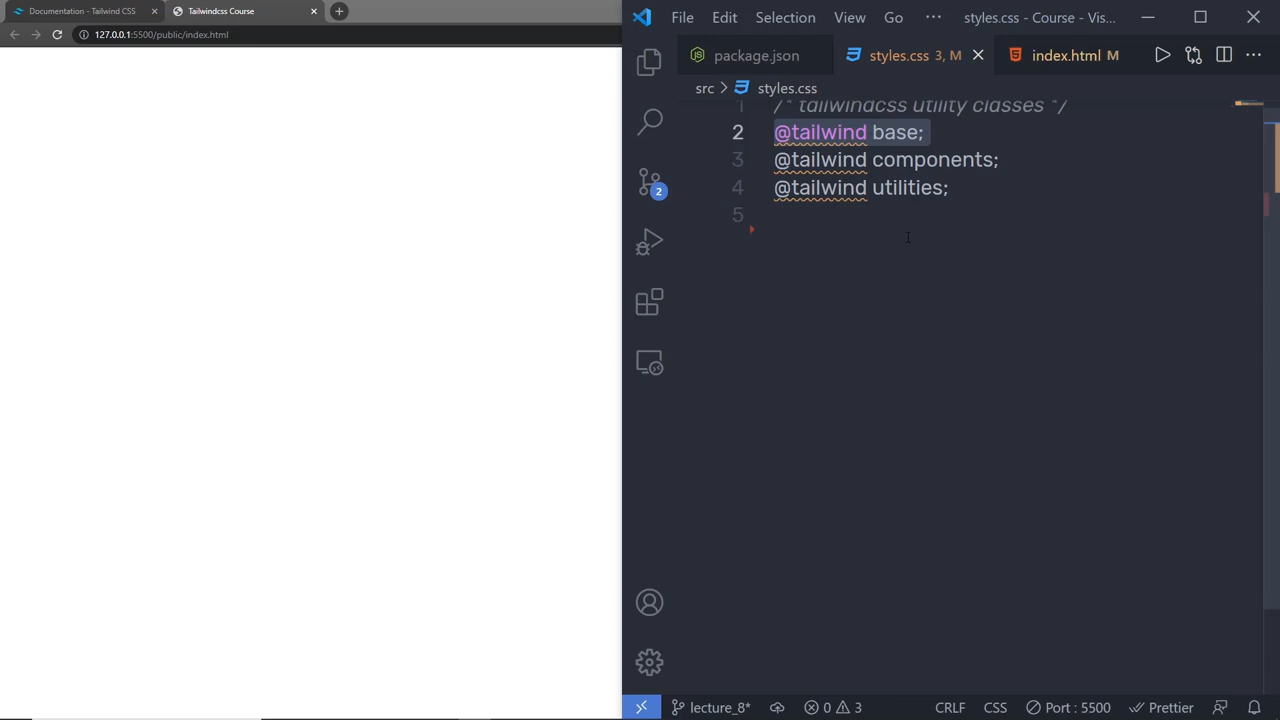 Documentation - Tailwind CSS
Tailwindcss Course
127.0.0.1:5500/public/index.html
File Edit Selection View Go ··· styles.css - Course - Vis...
package.json
styles.css 3, M
index.html M
src > styles.css
1 /* tailwindcss utility classes */
2 @tailwind base;
3 @tailwind components;
4 @tailwind utilities;
5
2
lecture_8* 0 3 CRLF CSS Port : 5500 Prettier